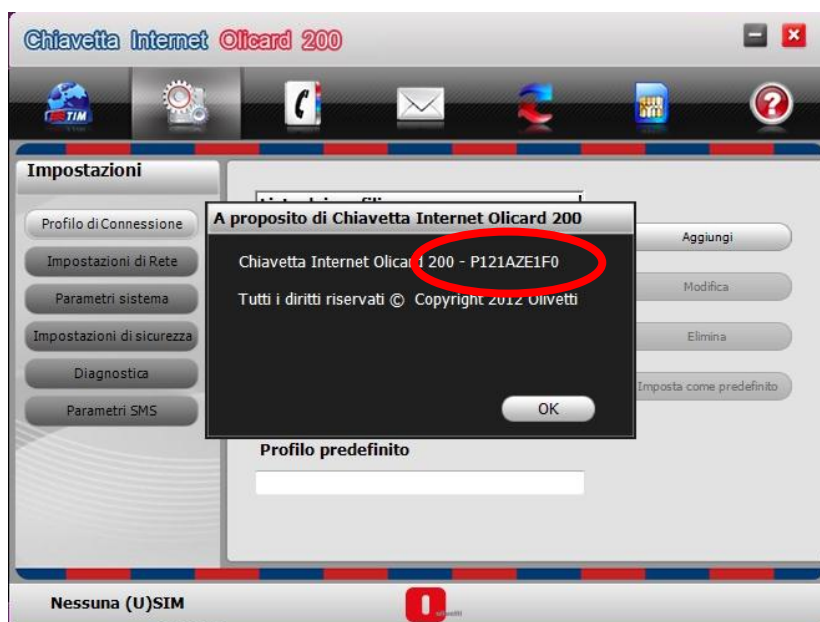 Chiavetta Internet Olicard 200
TIM
Impostazioni
Profilo di Connessione
Impostazioni di Rete
Parametri sistema
Impostazioni di sicurezza
Diagnostica
Parametri SMS
A proposito di Chiavetta Internet Olicard 200
Chiavetta Internet Olicard 200 - P121AZE1F0
Tutti i diritti riservati © Copyright 2012 Olivetti
OK
Aggiungi
Modifica
Elimina
Imposta come predefinito
Profilo predefinito
Nessuna (U)SIM
olivetti